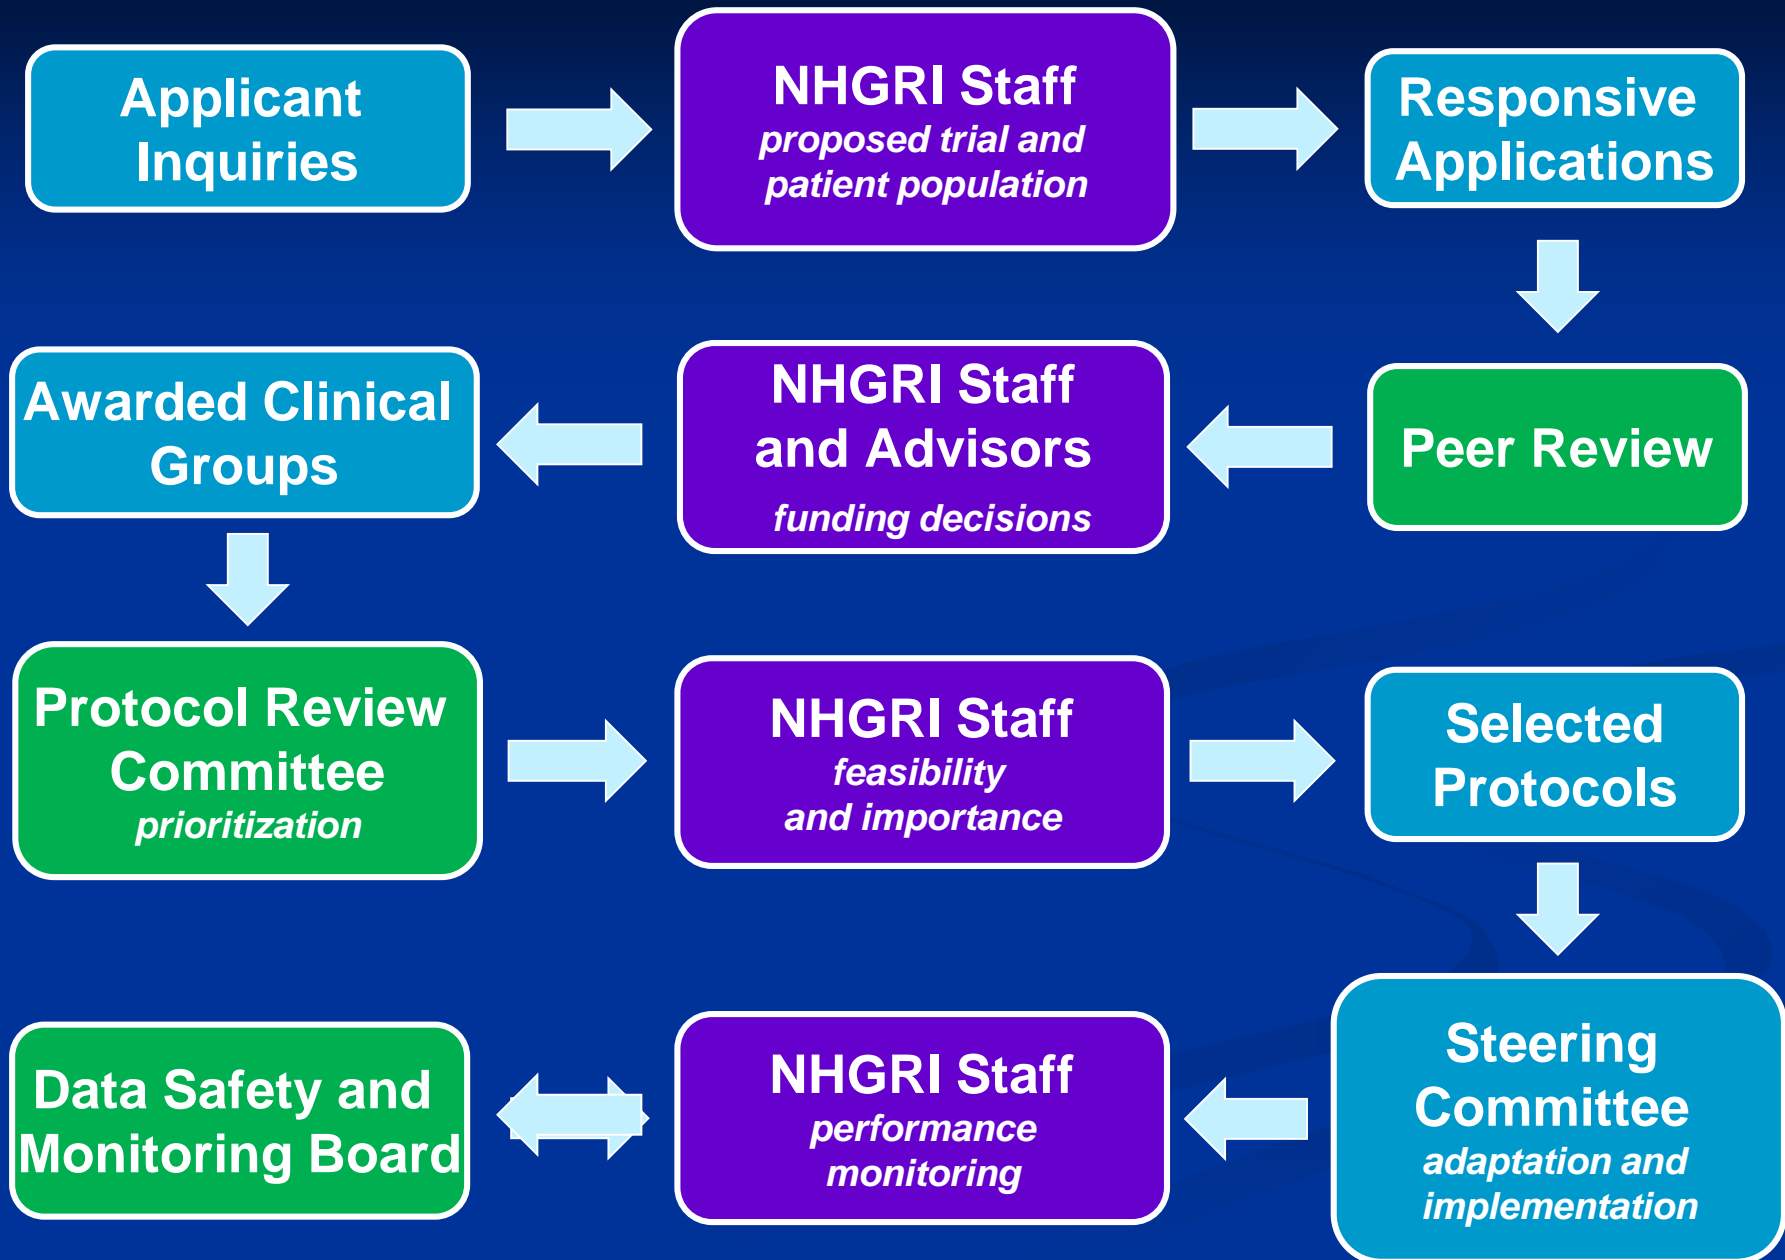 Applicant
Inquiries
NHGRI Staff
proposed trial and
patient population
Responsive
Applications
Awarded Clinical
Groups
NHGRI Staff
and Advisors
funding decisions
Peer Review
Protocol Review
Committee
prioritization
NHGRI Staff
feasibility
and importance
Selected
Protocols
Data Safety and
Monitoring Board
NHGRI Staff
performance
monitoring
Steering
Committee
adaptation and
implementation